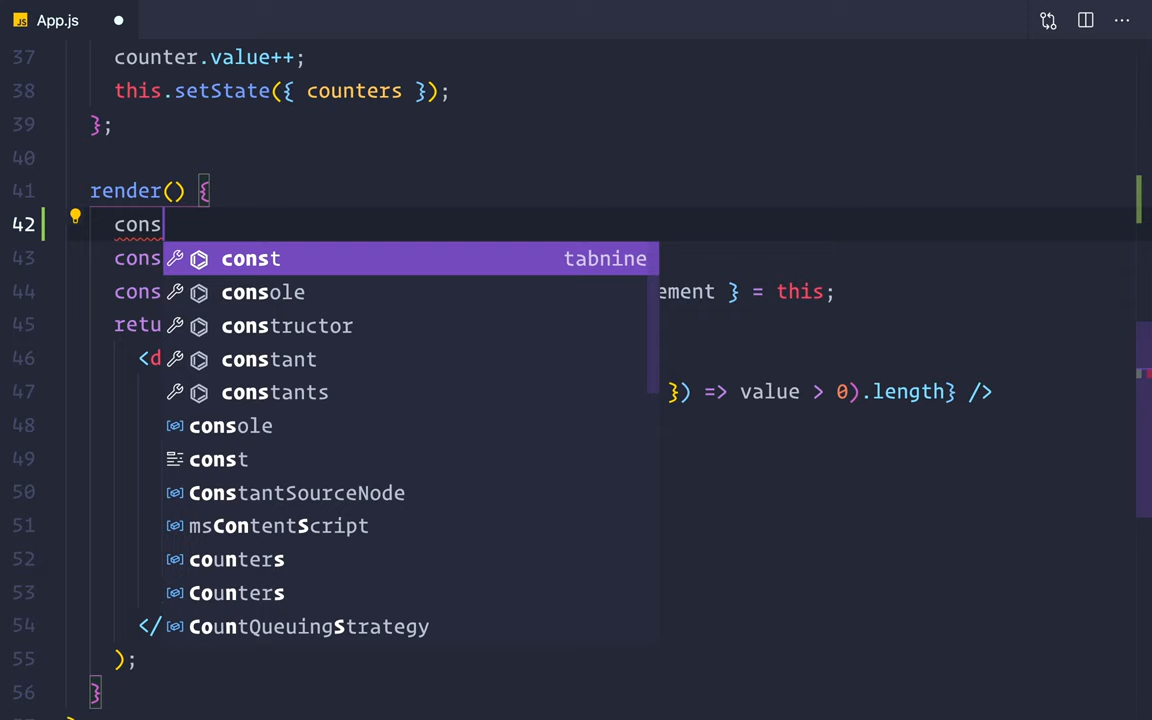 JS App.js
37 counter.value++;
38 this.setState({ counters });
39 };
40
41 render() {
42 cons
43 cons const tabnine
44 cons console ement } = this;
45 retu constructor
46 <d constant
47 constants }) => value > 0).length} />
48 console
49 const
50 ConstantSourceNode
51 msContentScript
52 counters
53 Counters
54 </ CountQueuingStrategy
55 );
56 }